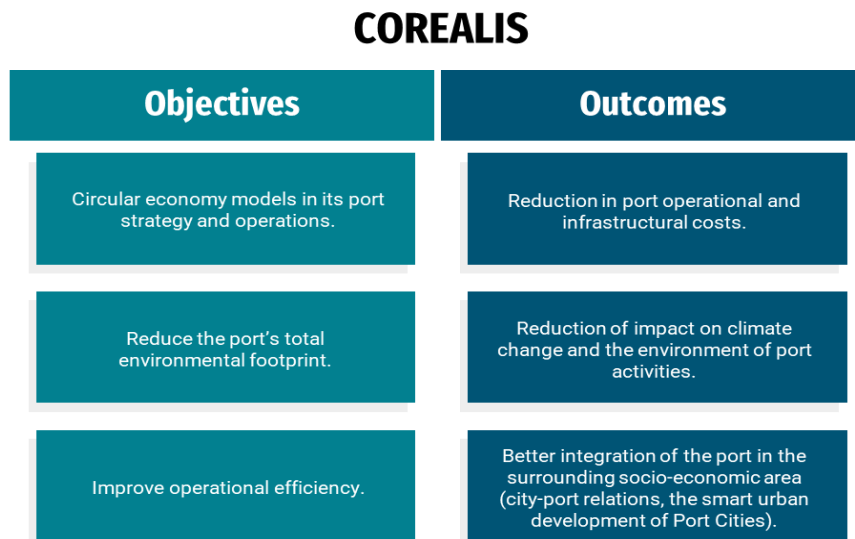 COREALIS
Objectives
Outcomes
Circular economy models in its port
strategy and operations.
Reduction in port operational and
infrastructural costs.
Reduce the port's total
environmental footprint.
Reduction of impact on climate
change and the environment of port
activities.
Improve operational efficiency.
Better integration of the port in the
surrounding socio-economic area
(city-port relations, the smart urban
development of Port Cities).